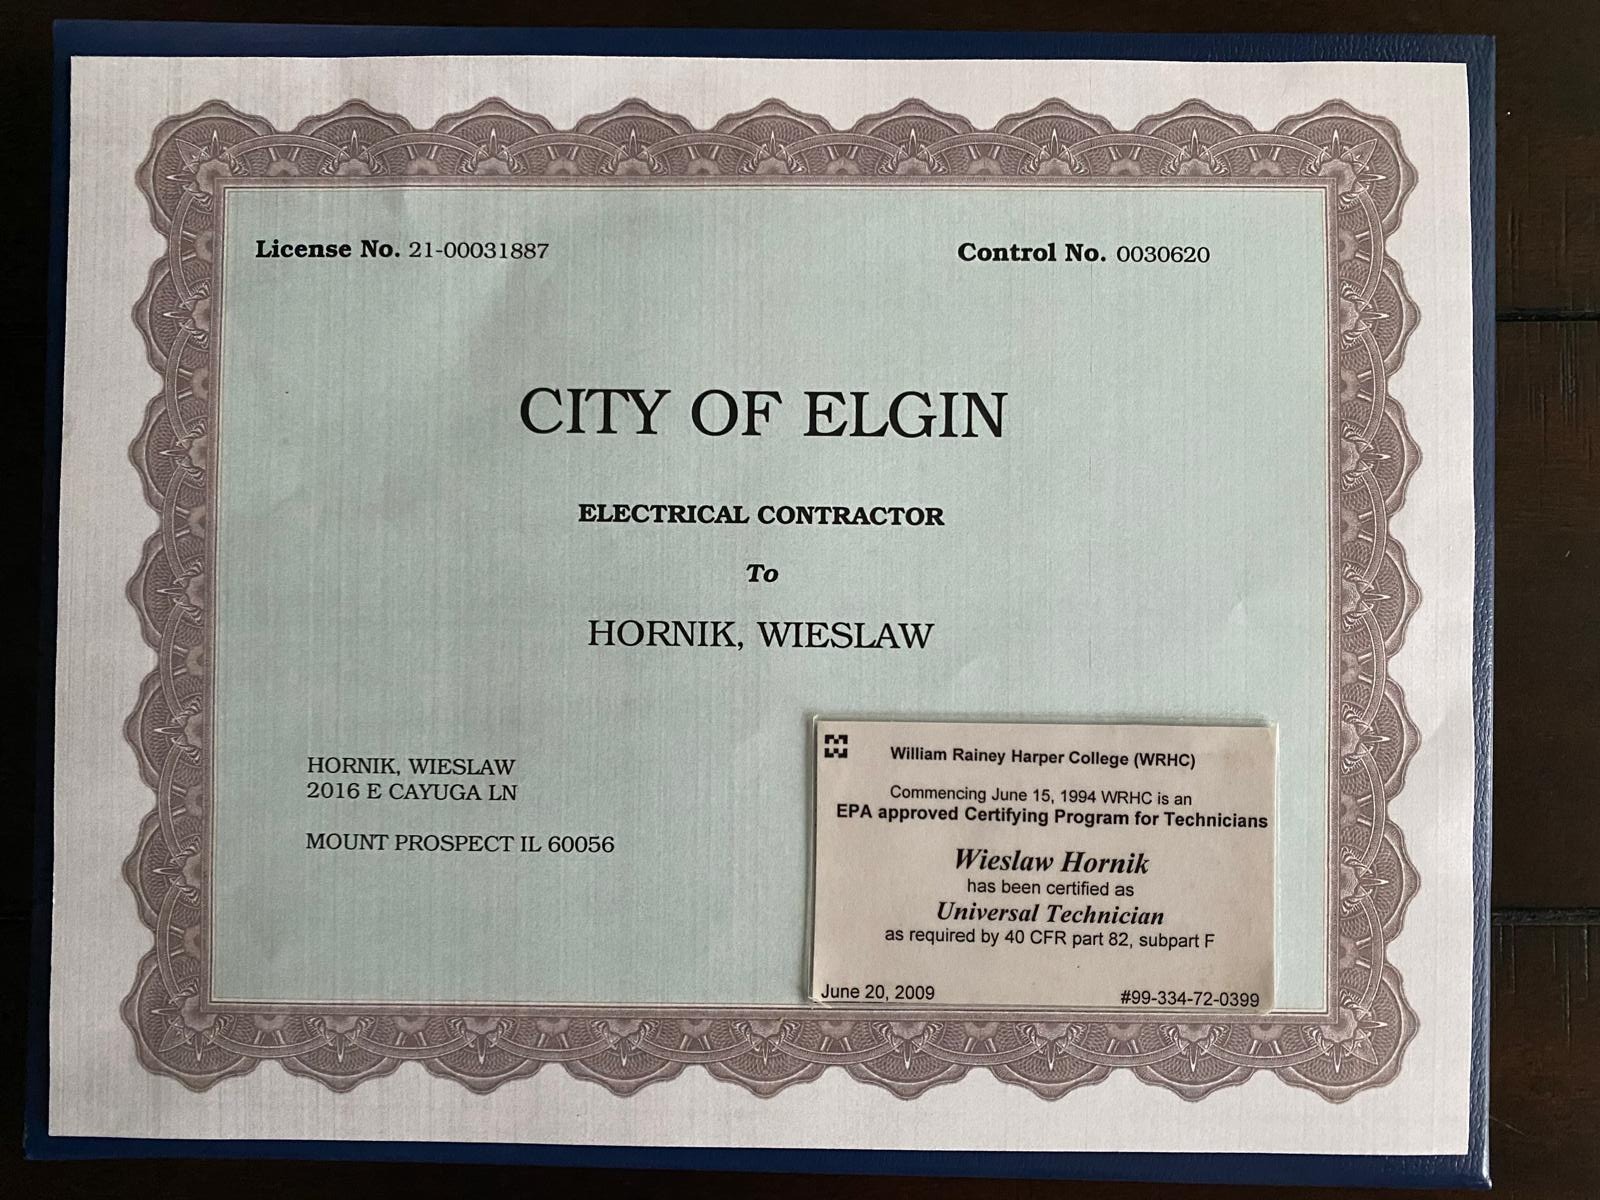 License No. 21-00031887
Control No. 0030620
CITY OF ELGIN
ELECTRICAL CONTRACTOR
To
HORNIK, WIESLAW
HORNIK, WIESLAW
2016 E CAYUGA LN
MOUNT PROSPECT IL 60056
William Rainey Harper College (WRHC)
Commencing June 15, 1994 WRHC is an
EPA approved Certifying Program for Technicians
Wieslaw Hornik
has been certified as
Universal Technician
as required by 40 CFR part 82, subpart F
June 20, 2009
#99-334-72-0399